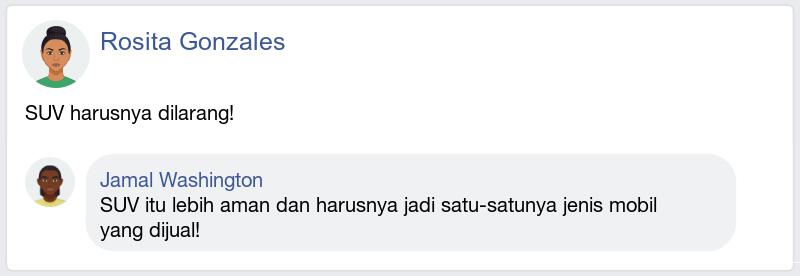 Rosita Gonzales
SUV harusnya dilarang!
Jamal Washington
SUV itu lebih aman dan harusnya jadi satu-satunya jenis mobil
yang dijual!